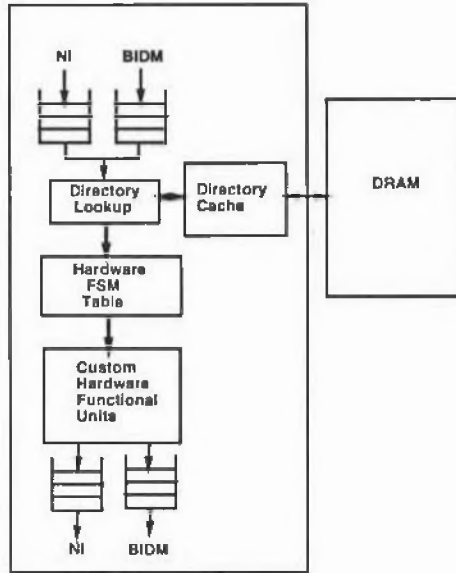 NI BIDM
Directory
Lookup
Directory
Cache
DRAM
Hardware
FSM
Table
Custom
Hardware
Functional
Units
NI BIDM